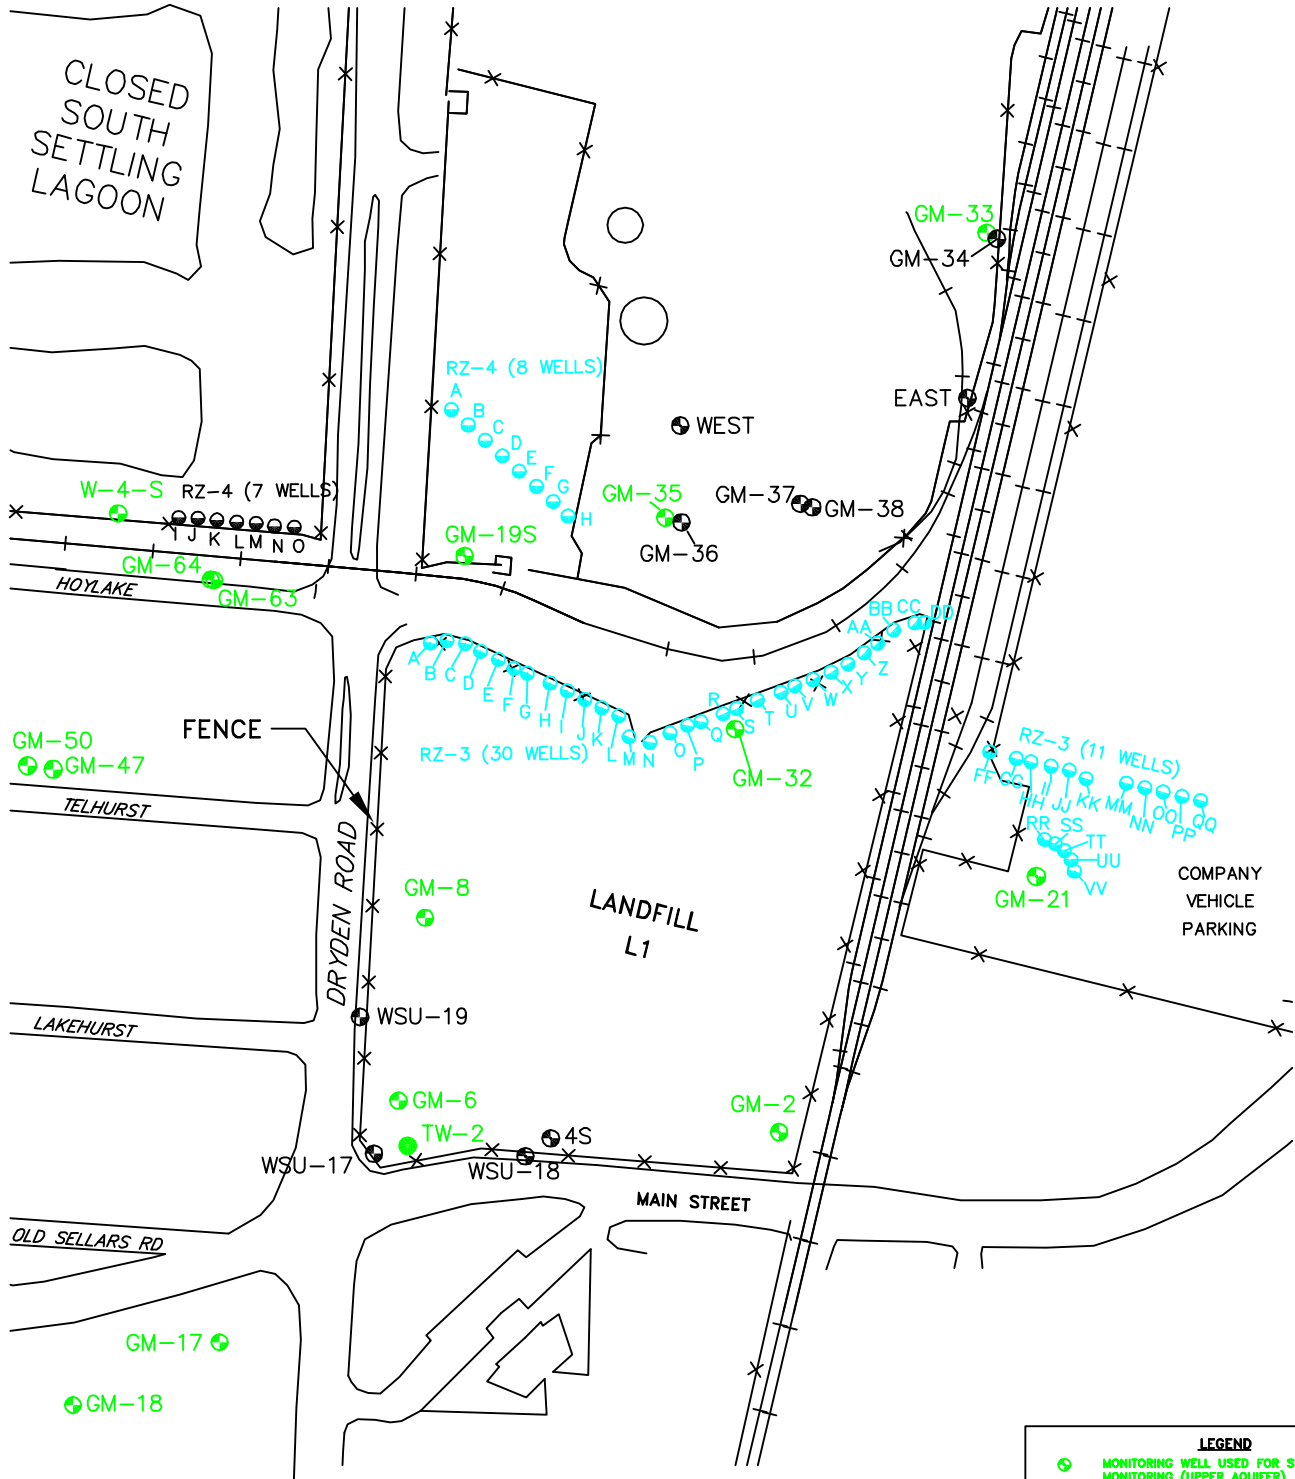 CLOSED
SOUTH
SETTLING
LAGOON
GM-33
GM-34
RZ-4 (8 WELLS)
A
B
C
D
E
F
G
H
EAST
WEST
W-4-S
RZ-4 (7 WELLS)
I J K L M N O
GM-35
GM-36
GM-37
GM-38
GM-19S
GM-64
GM-63
HOYLAKE
A B C D E F G H I J K L M N O P Q R S T U V W X Y Z AA BB CC DD
RZ-3 (30 WELLS)
GM-32
FENCE
GM-50
GM-47
TELHURST
RZ-3 (11 WELLS)
FF GG HH II JJ KK MM NN OO PP QQ
RR SS
TT
UU
VV
GM-21
COMPANY
VEHICLE
PARKING
DRYDEN ROAD
GM-8
LANDFILL
L1
WSU-19
LAKEHURST
GM-6
TW-2
GM-2
4S
WSU-17
WSU-18
MAIN STREET
OLD SELLARS RD
GM-17
GM-18
LEGEND
MONITORING WELL USED FOR S
MONITORING (UPPER AQUIFER)